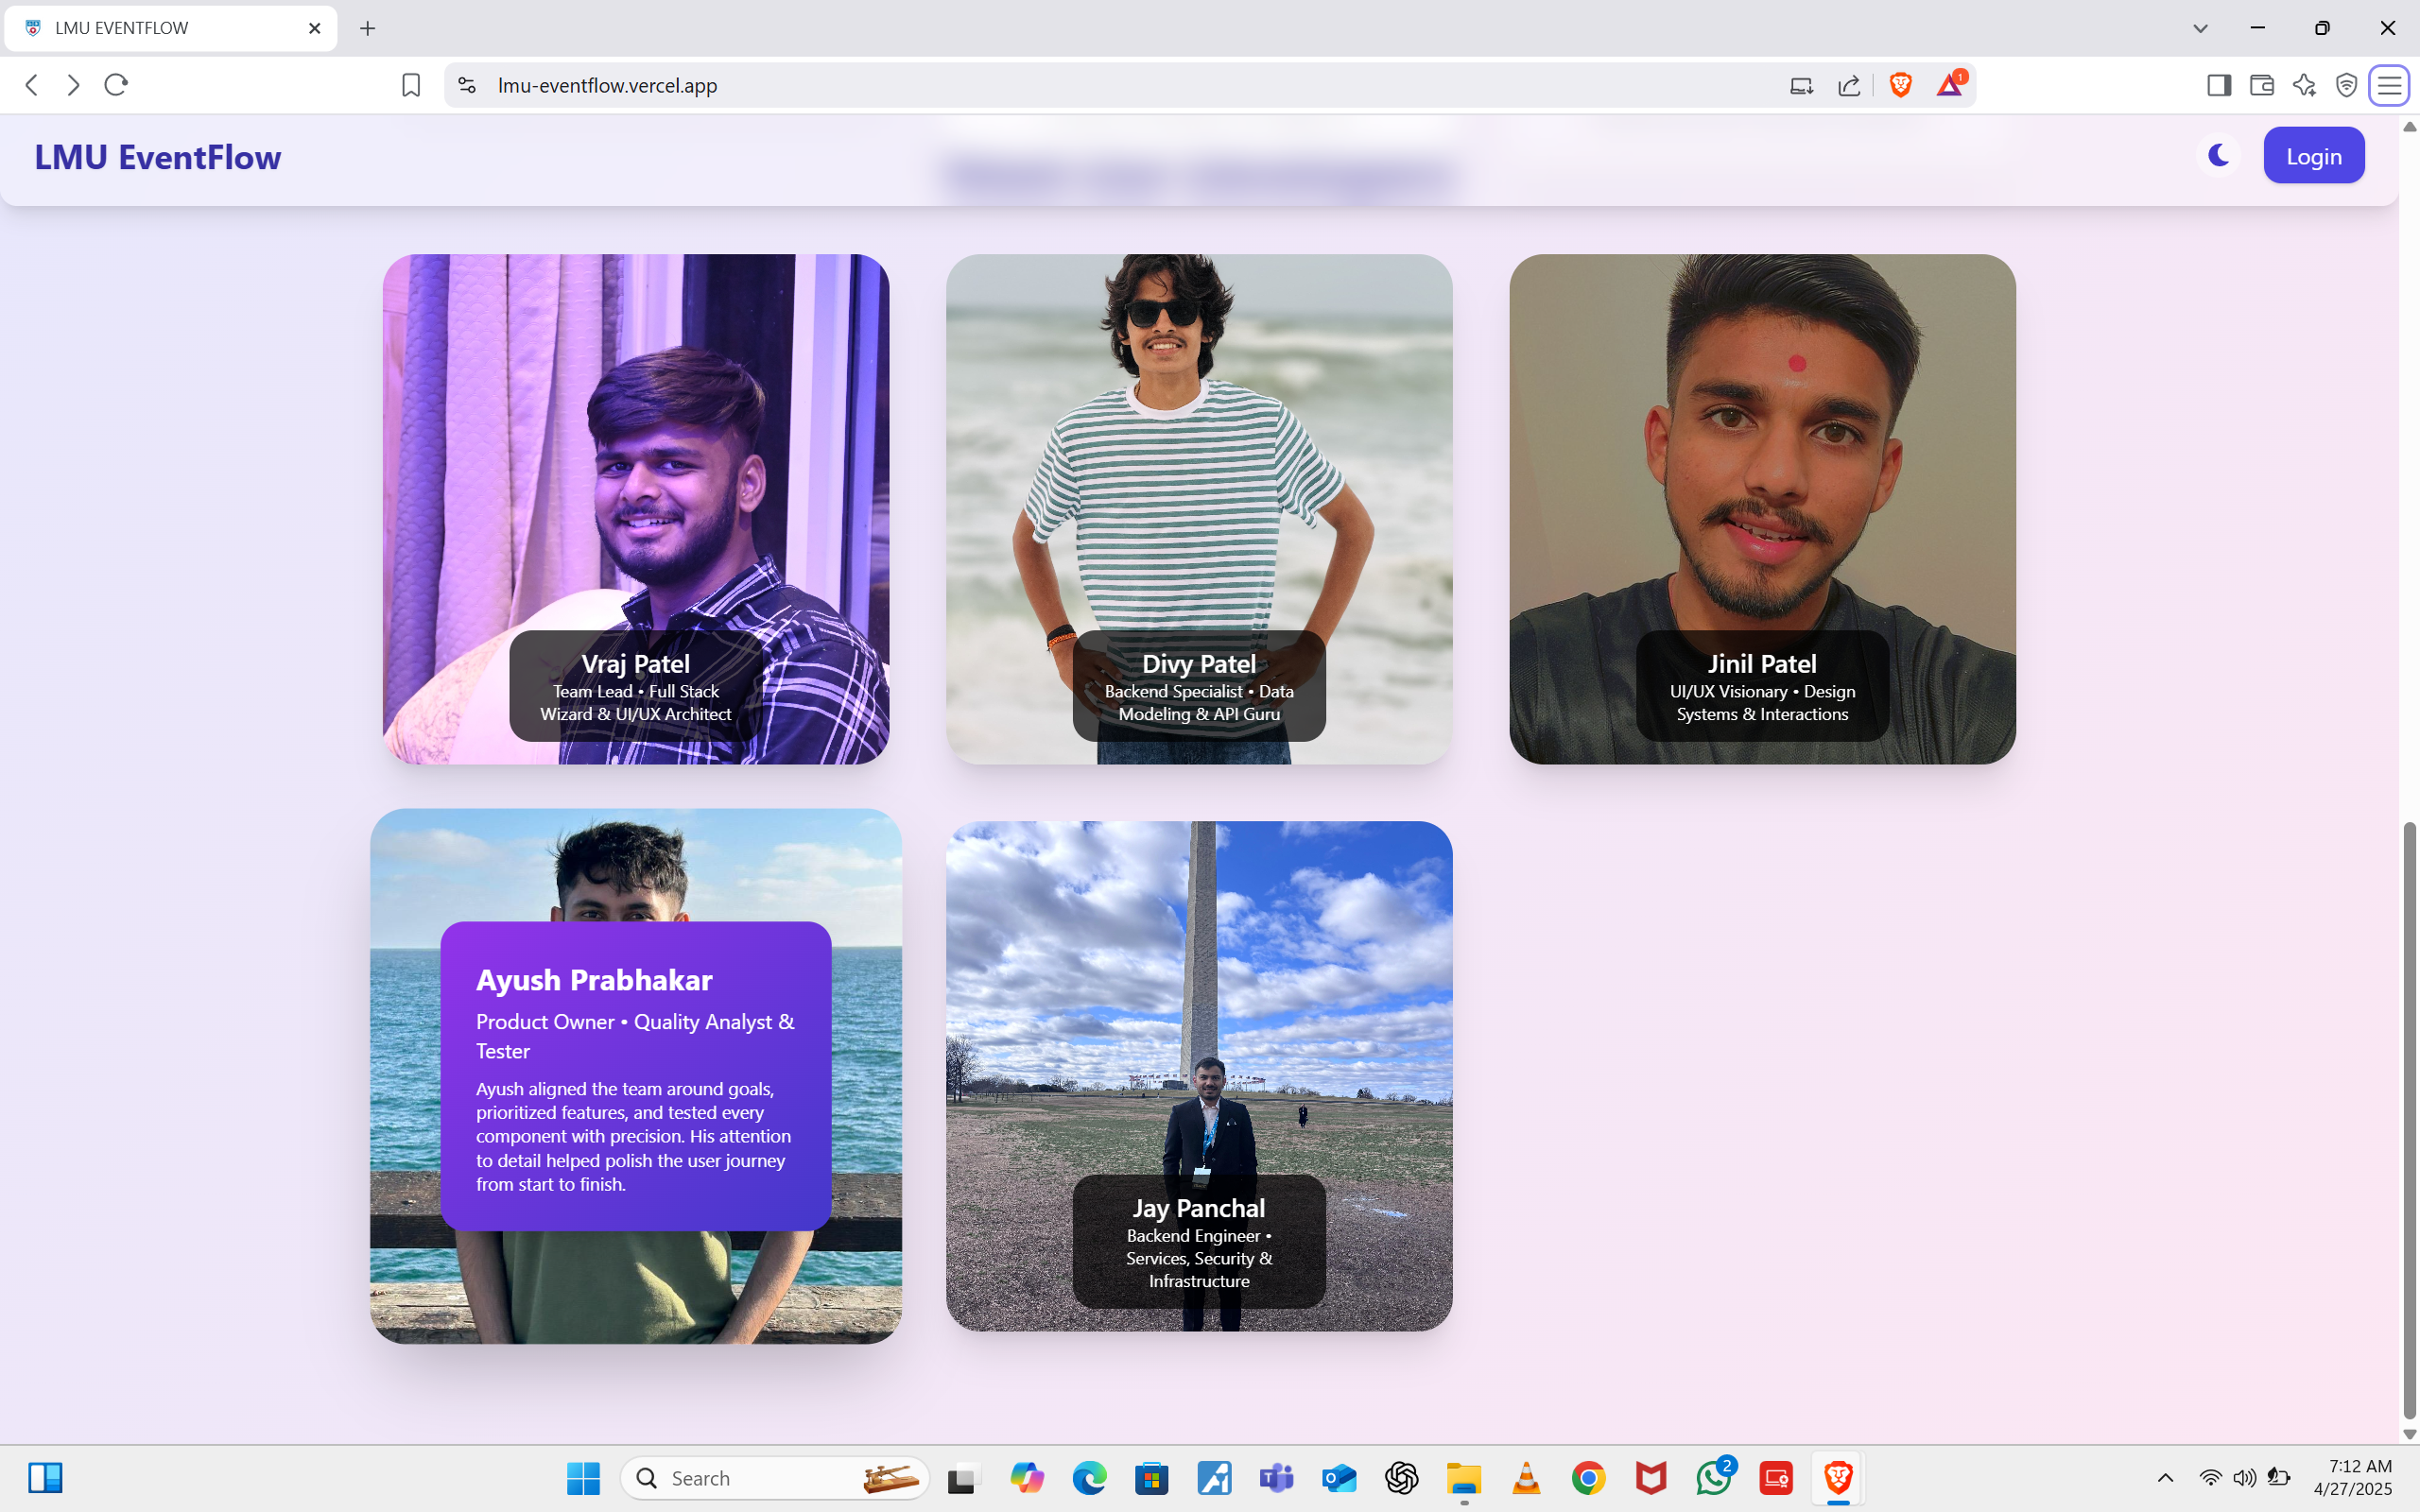 LMU EVENTFLOW
lmu-eventflow.vercel.app
1
LMU EventFlow
Login
Vraj Patel
Team Lead • Full Stack
Wizard & UI/UX Architect
Divy Patel
Backend Specialist • Data
Modeling & API Guru
Jinil Patel
UI/UX Visionary • Design
Systems & Interactions
Ayush Prabhakar
Product Owner • Quality Analyst &
Tester
Ayush aligned the team around goals,
prioritized features, and tested every
component with precision. His attention
to detail helped polish the user journey
from start to finish.
Jay Panchal
Backend Engineer •
Services, Security &
Infrastructure
Search
2
7:12 AM
4/27/2025